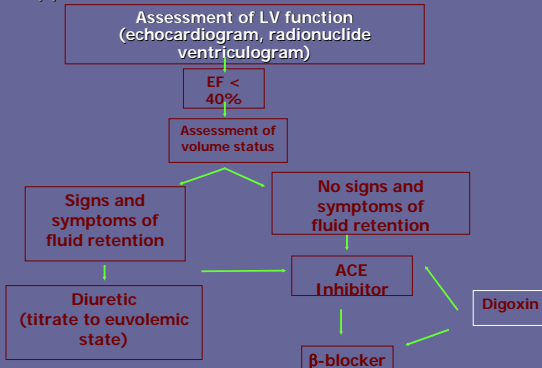 Assessment of LV function
(echocardiogram, radionuclide
ventriculogram)
EF <
40%
Assessment of
volume status
Signs and
symptoms of
fluid retention
No signs and
symptoms of
fluid retention
Diuretic
(titrate to euvolemic
state)
ACE
Inhibitor
Digoxin
β-blocker